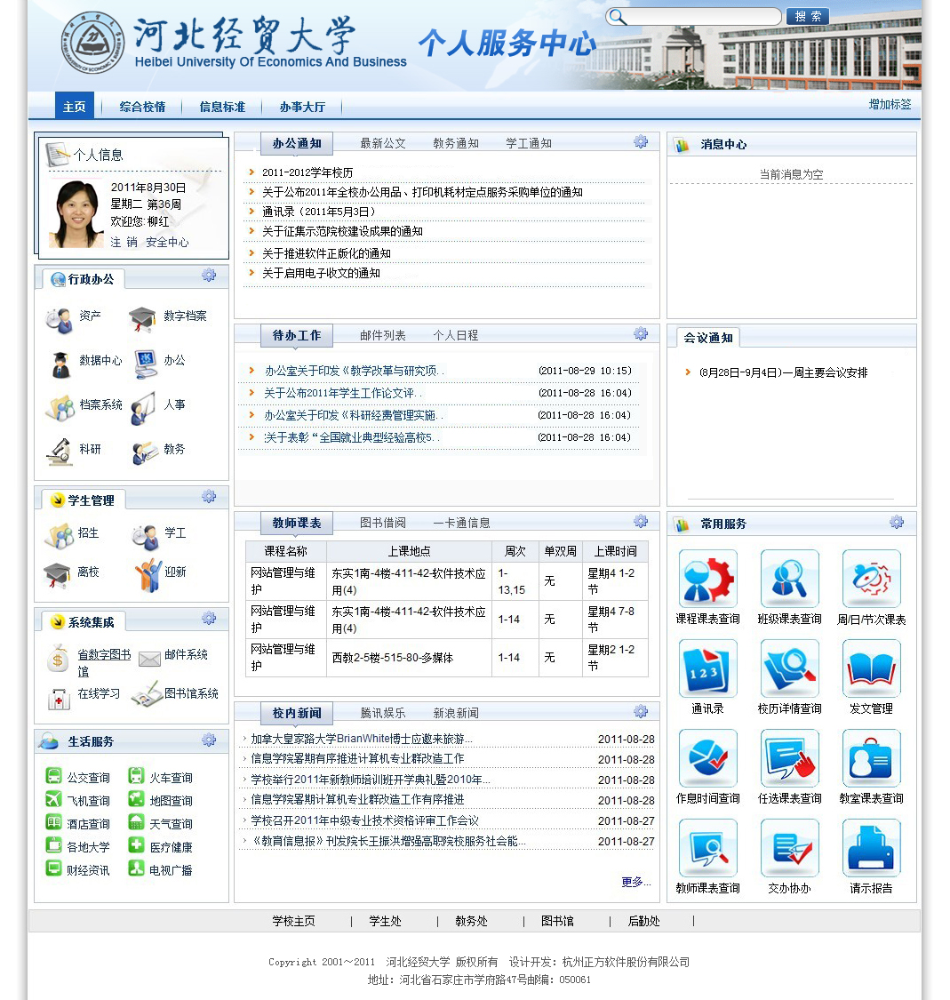 河北经贸大学
Heibei University Of Economics And Business
个人服务中心
搜 索
主页 综合校情 信息标准 办事大厅 增加标签
个人信息
2011年8月30日
星期二 第36周
欢迎您: 柳红
注 销 安全中心
行政办公
资产 数字档案
数据中心 办公
档案系统 人事
科研 教务
学生管理
招生 学工
离校 迎新
系统集成
省数字图书馆 邮件系统
在线学习 图书馆系统
生活服务
公交查询 火车查询
飞机查询 地图查询
酒店查询 天气查询
各地大学 医疗健康
财经资讯 电视广播
办公通知 最新公文 教务通知 学工通知
2011-2012学年校历
关于公布2011年全校办公用品、打印机耗材定点服务采购单位的通知
通讯录（2011年5月3日）
关于征集示范院校建设成果的通知
关于推进软件正版化的通知
关于启用电子收文的通知
待办工作 邮件列表 个人日程
办公室关于印发《教学改革与研究项. . (2011-08-29 10:15)
关于公布2011年学生工作论文评. . (2011-08-28 16:04)
办公室关于印发《科研经费管理实施. . (2011-08-28 16:04)
关于表彰“全国就业典型经验高校5. . (2011-08-28 16:04)
教师课表 图书借阅 一卡通信息
课程名称 上课地点 周次 单双周 上课时间
网站管理与维护 东实1南-4楼-411-42-软件技术应用(4) 1-13,15 无 星期4 1-2节
网站管理与维护 东实1南-4楼-411-42-软件技术应用(4) 1-14 无 星期4 7-8节
网站管理与维护 西教2-5楼-515-80-多媒体 1-14 无 星期2 1-2节
校内新闻 腾讯娱乐 新浪新闻
加拿大皇家路大学BrianWhite博士应邀来旅游... 2011-08-28
信息学院署期有序推进计算机专业群改造工作 2011-08-28
学校举行2011年新教师培训班开学典礼暨2010年... 2011-08-28
信息学院署期计算机专业群改造工作有序推进 2011-08-28
学校召开2011年中级专业技术资格评审工作会议 2011-08-27
《教育信息报》刊发院长王振洪增强高职院校服务社会能... 2011-08-27
更多...
消息中心
当前消息为空
会议通知
(8月28日-9月4日)一周主要会议安排
常用服务
课程课表查询 班级课表查询 周/日/节次课表
1 2 3
通讯录 校历详情查询 发文管理
作息时间查询 任选课表查询 教室课表查询
教师课表查询 交办协办 请示报告
学校主页 | 学生处 | 教务处 | 图书馆 | 后勤处 |
Copyright 2001～2011 河北经贸大学 版权所有 设计开发：杭州正方软件股份有限公司
地址：河北省石家庄市学府路47号邮编：050061